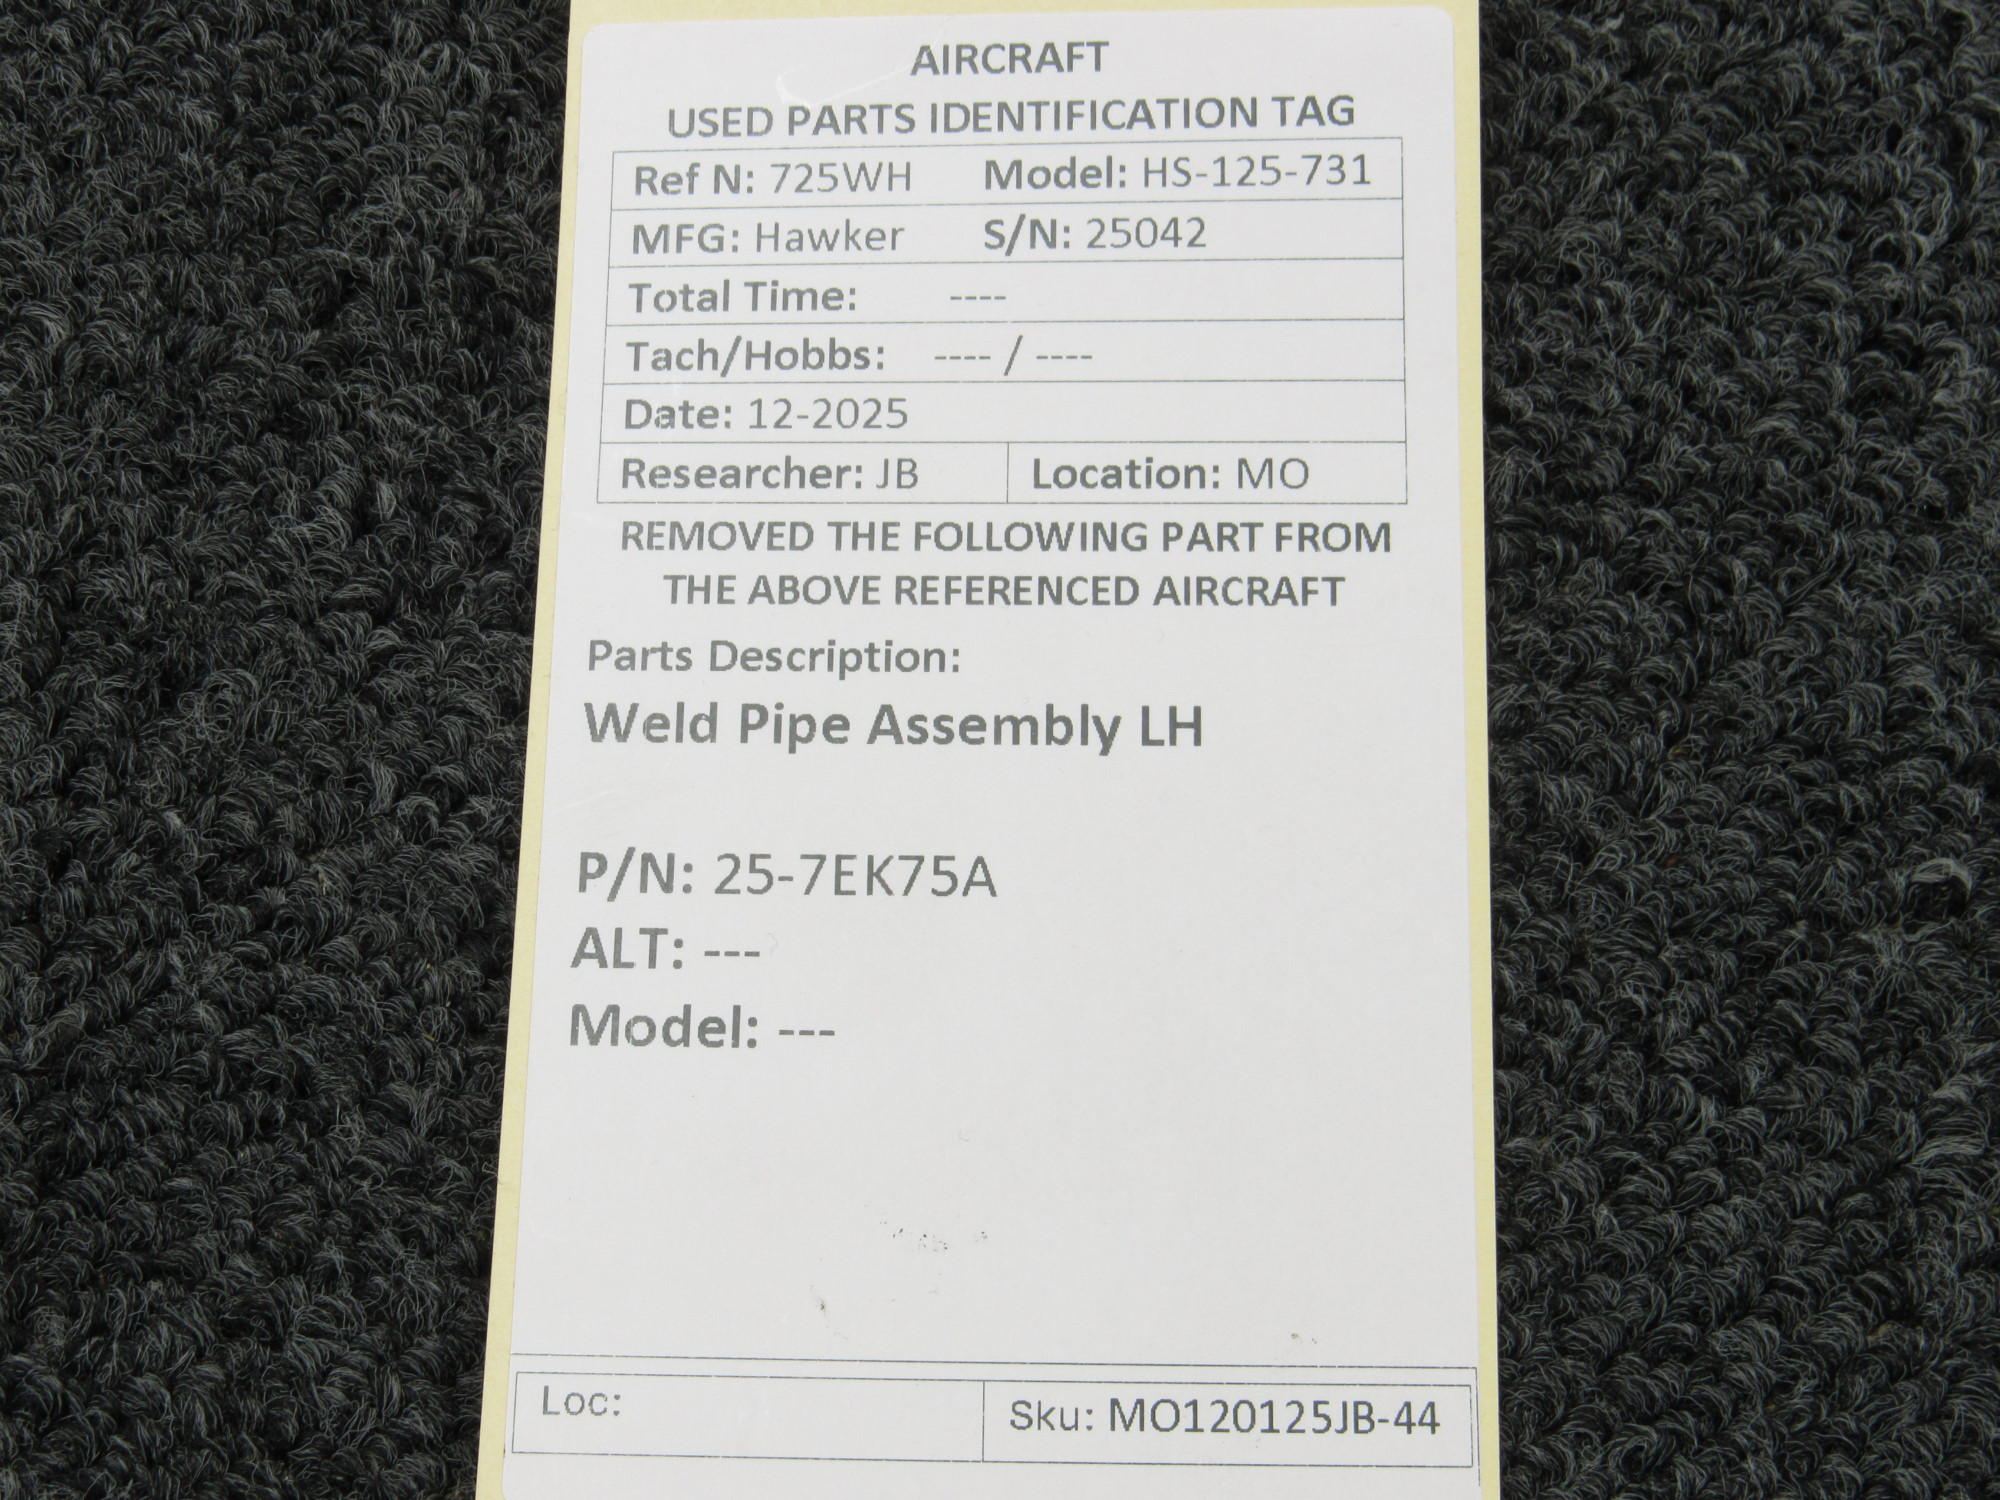 AIRCRAFT
USED PARTS IDENTIFICATION TAG
Ref N: 725WH Model: HS-125-731
MFG: Hawker S/N: 25042
Total Time: ----
Tach/Hobbs: ---- / ----
Date: 12-2025
Researcher: JB Location: MO
REMOVED THE FOLLOWING PART FROM
THE ABOVE REFERENCED AIRCRAFT
Parts Description:
Weld Pipe Assembly LH
P/N: 25-7EK75A
ALT: ---
Model: ---
Loc: Sku: MO120125JB-44